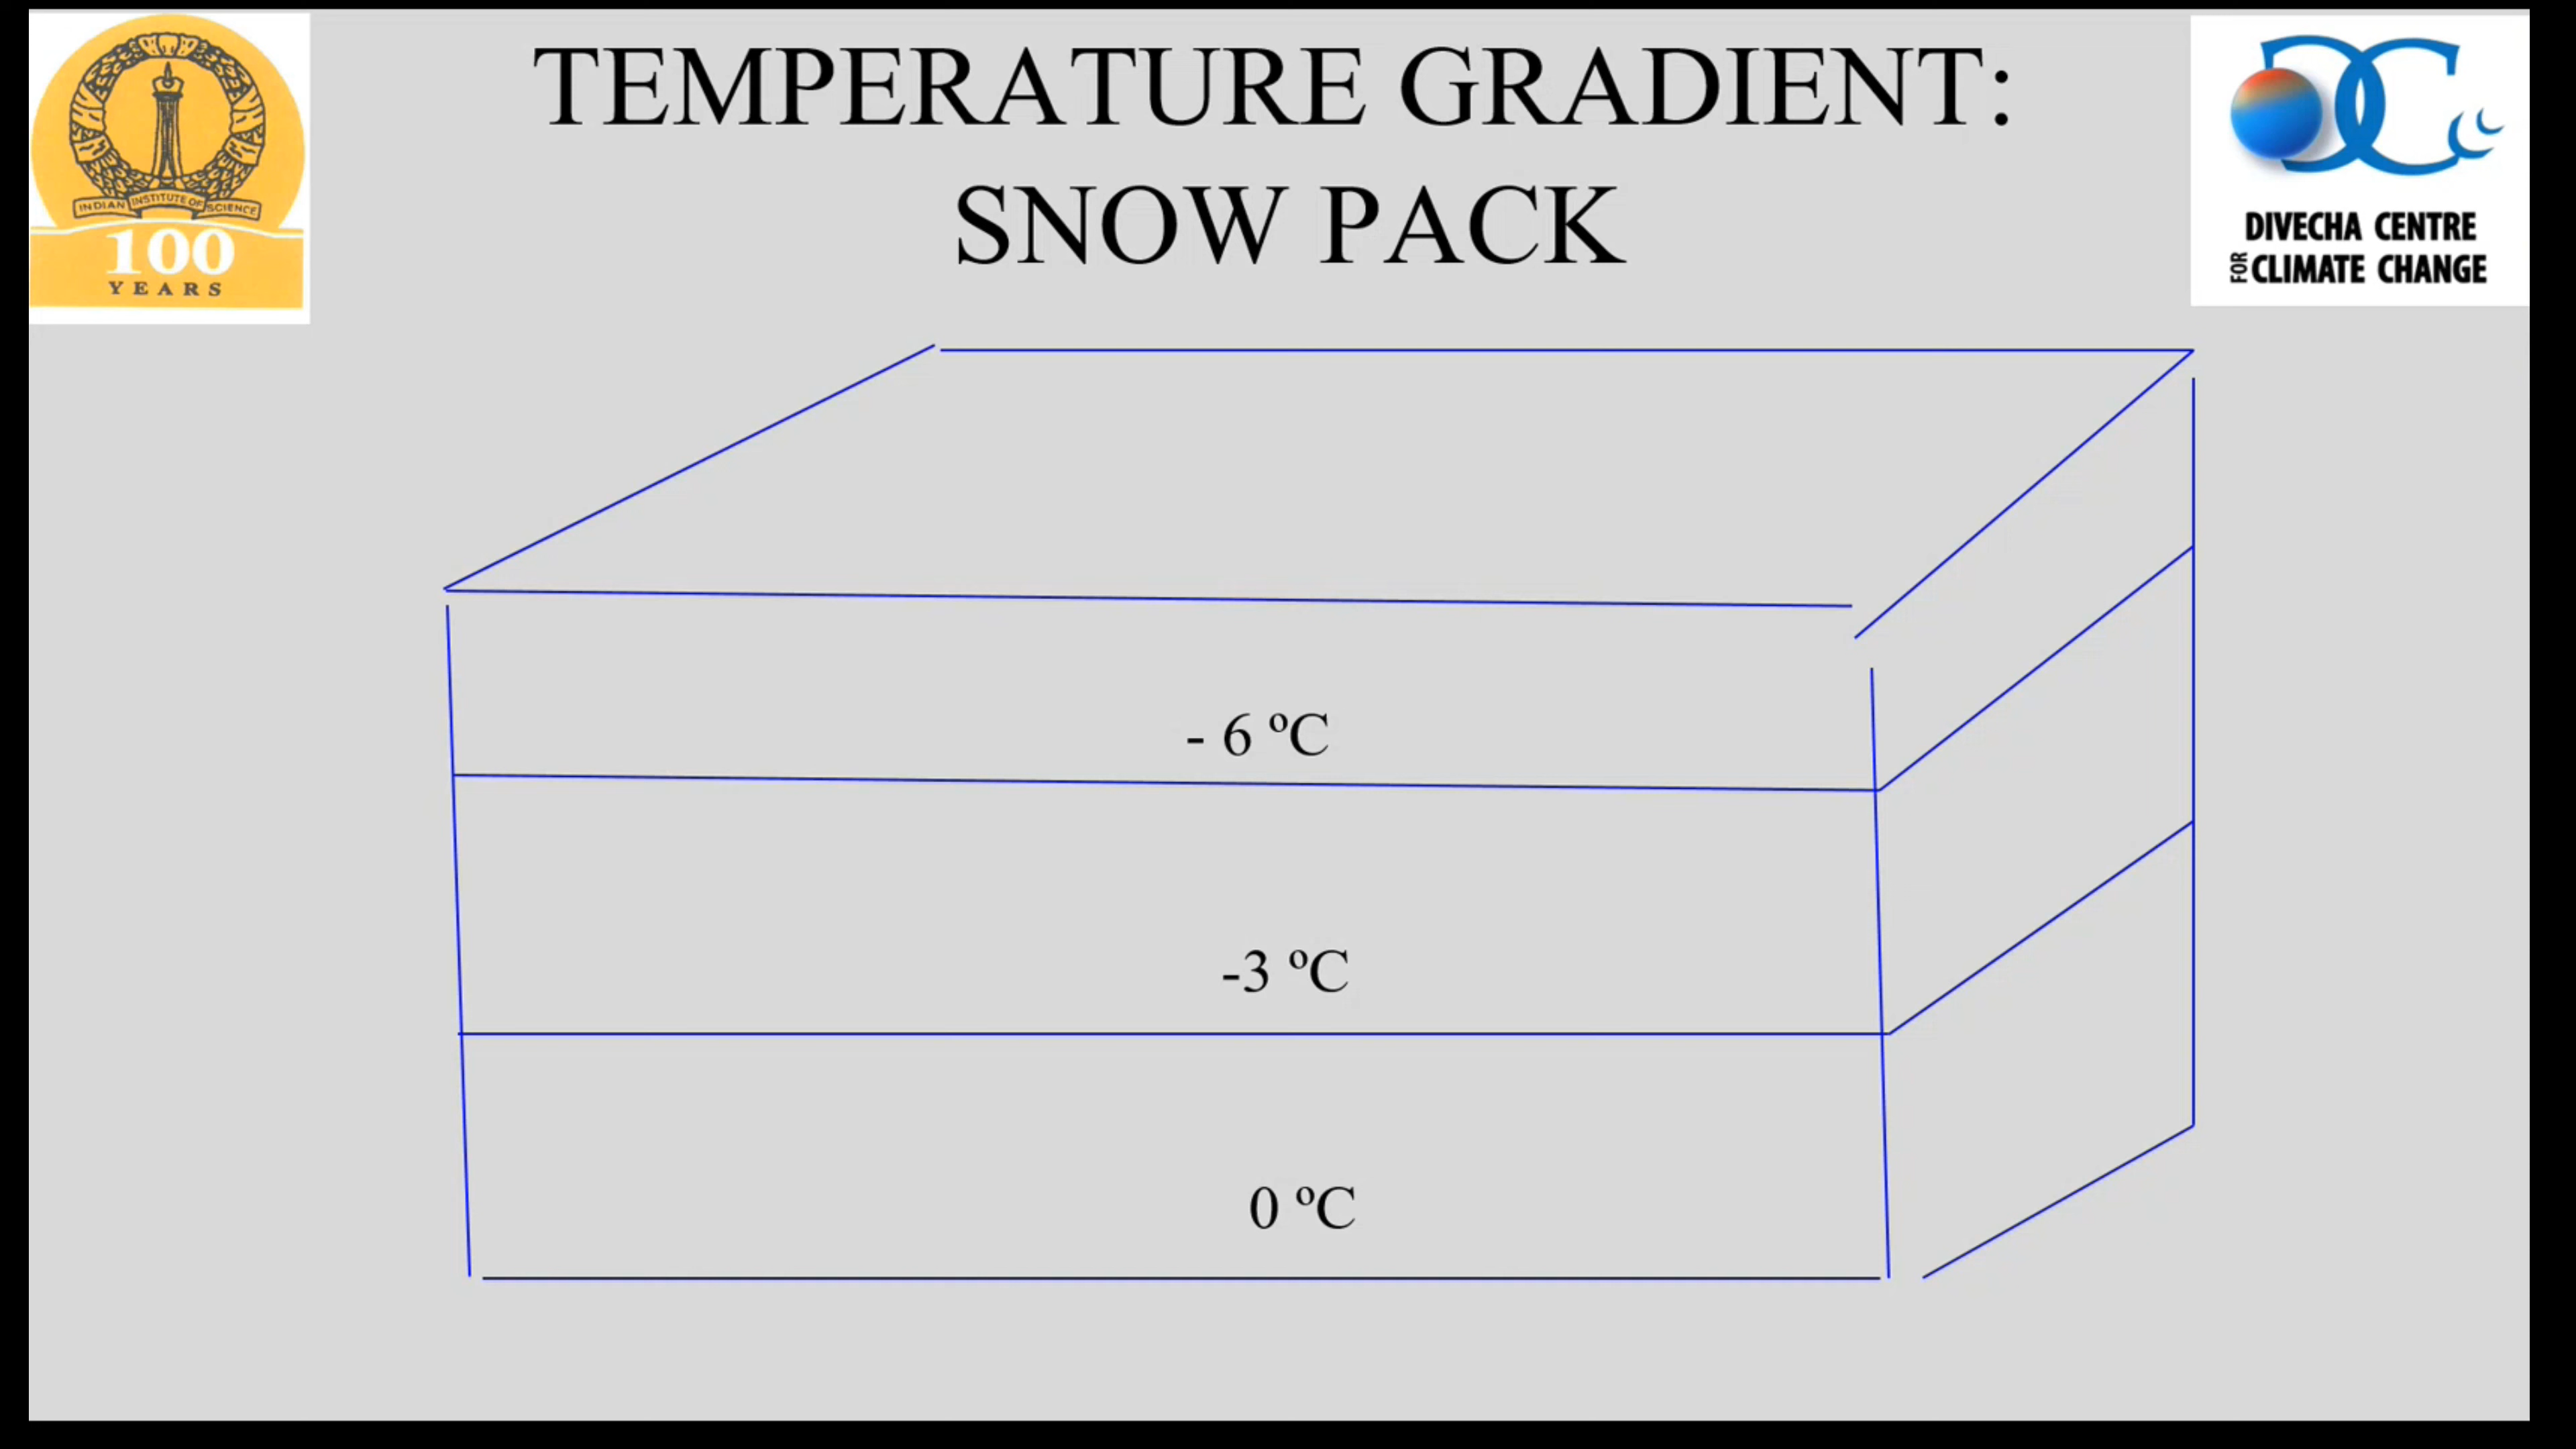 TEMPERATURE GRADIENT:
SNOW PACK
INDIAN INSTITUTE OF SCIENCE
100
YEARS
DIVECHA CENTRE
FOR CLIMATE CHANGE
- 6 ºC
-3 ºC
0 ºC